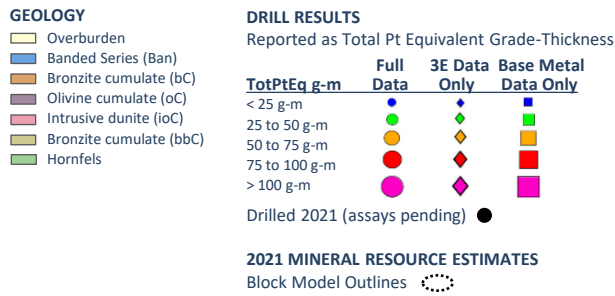 GEOLOGY
Overburden
Banded Series (Ban)
Bronzite cumulate (bC)
Olivine cumulate (oC)
Intrusive dunite (ioC)
Bronzite cumulate (bbC)
Hornfels
DRILL RESULTS
Reported as Total Pt Equivalent Grade-Thickness
Full 3E Data Base Metal
TotPtEq g-m Data Only Data Only
< 25 g-m
25 to 50 g-m
50 to 75 g-m
75 to 100 g-m
> 100 g-m
Drilled 2021 (assays pending)
2021 MINERAL RESOURCE ESTIMATES
Block Model Outlines